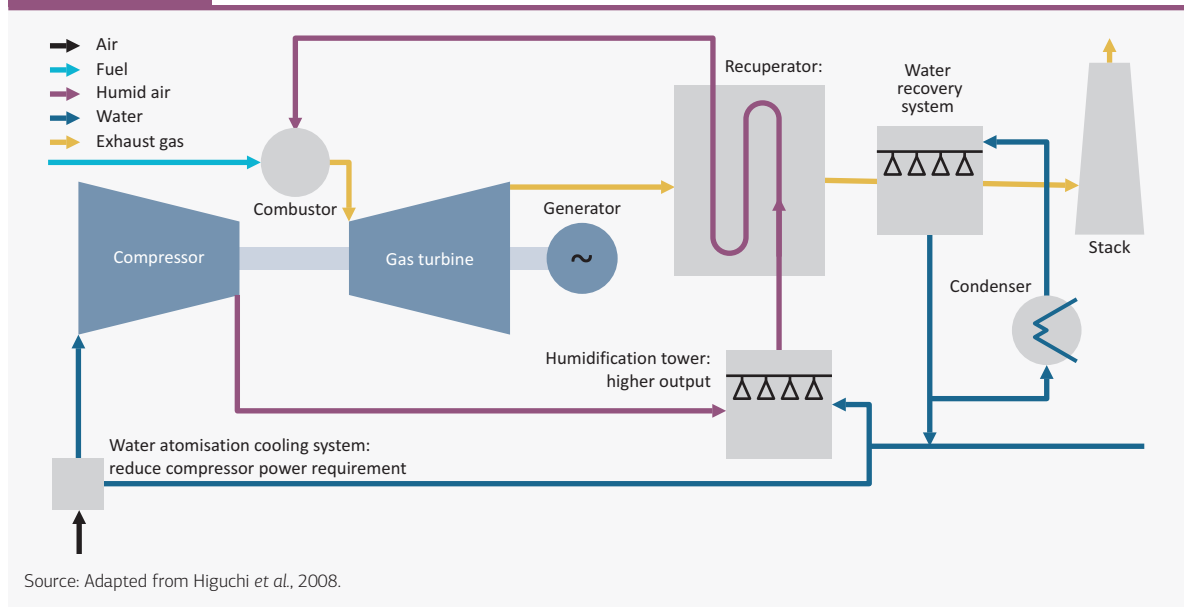 Air
Fuel
Humid air
Water
Exhaust gas
Recuperator:
Water
recovery
system
Combustor
Generator
Compressor
Gas turbine
~
Stack
Condenser
Humidification tower:
higher output
Water atomisation cooling system:
reduce compressor power requirement
Source: Adapted from Higuchi et al., 2008.